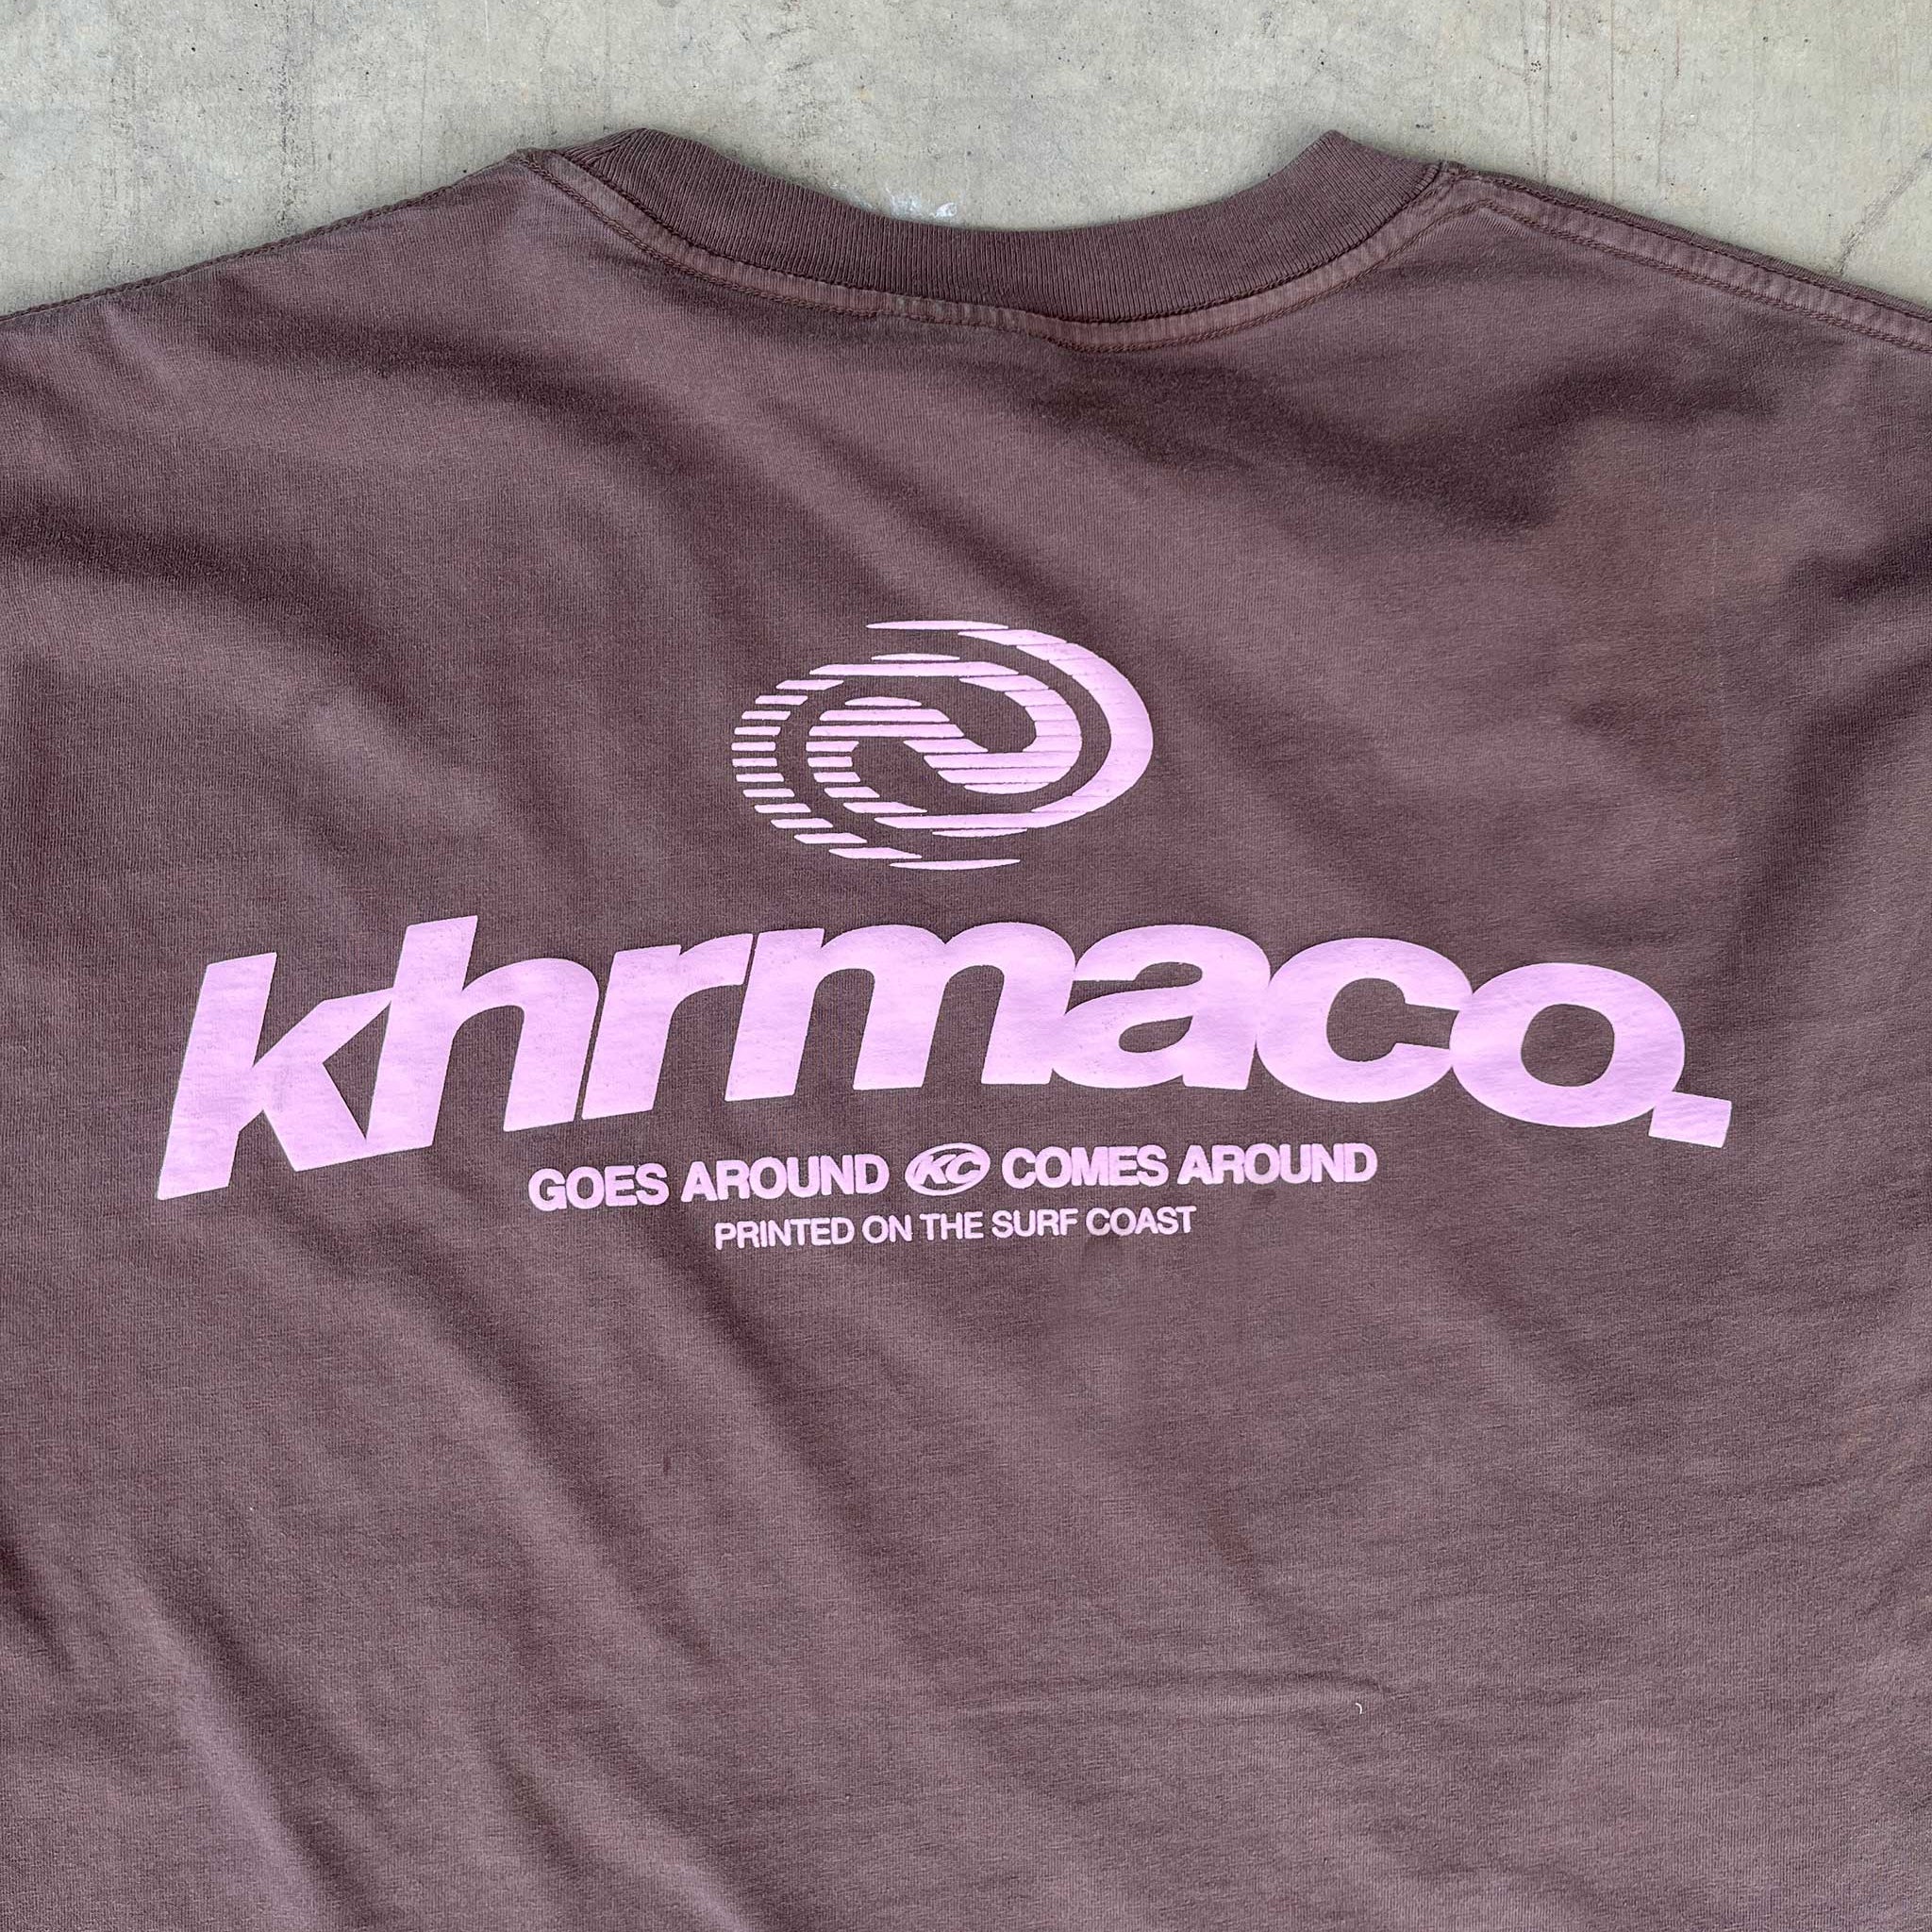 khrmaco.
GOES AROUND KC COMES AROUND
PRINTED ON THE SURF COAST